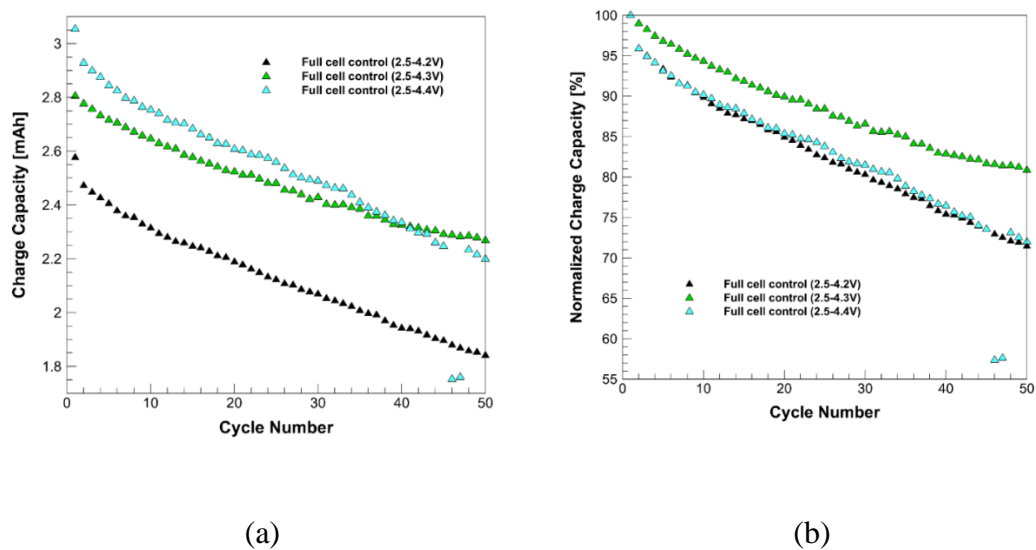 3
2.8
2.6
2.4
2.2
2
1.8
0
10
20
30
40
50
Charge Capacity [mAh]
Cycle Number
Full cell control (2.5-4.2V)
Full cell control (2.5-4.3V)
Full cell control (2.5-4.4V)
(a)
100
95
90
85
80
75
70
65
60
55
0
10
20
30
40
50
Normalized Charge Capacity [%]
Cycle Number
Full cell control (2.5-4.2V)
Full cell control (2.5-4.3V)
Full cell control (2.5-4.4V)
(b)